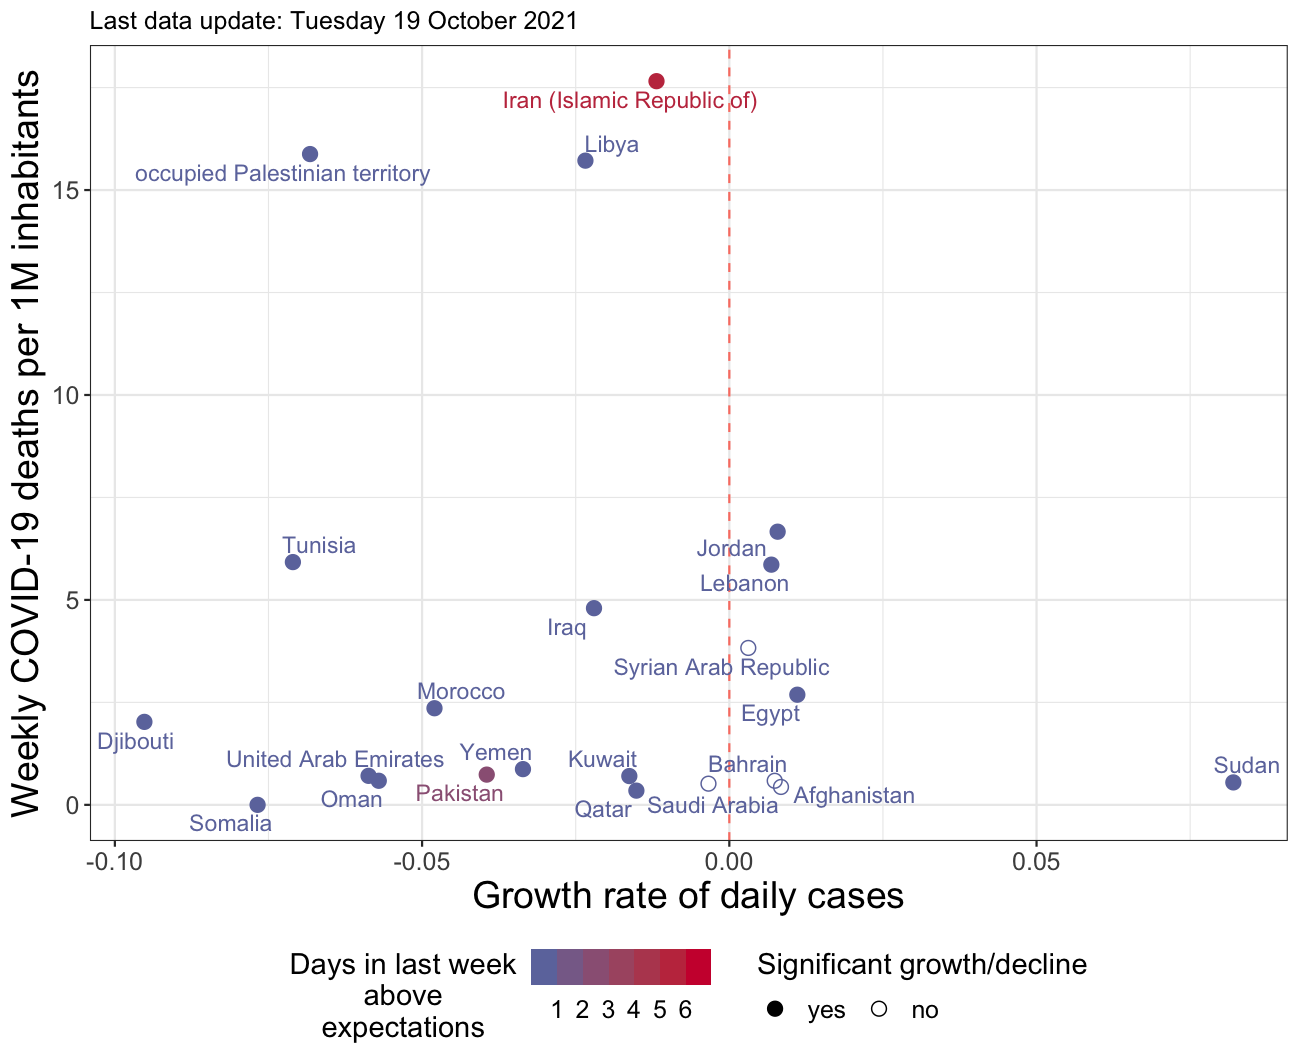 Last data update: Tuesday 19 October 2021
Weekly COVID-19 deaths per 1M inhabitants
15
10
5
0
Iran (Islamic Republic of)
Libya
occupied Palestinian territory
Tunisia
Jordan
Lebanon
Iraq
Syrian Arab Republic
Morocco
Egypt
Djibouti
United Arab Emirates
Yemen
Kuwait
Bahrain
Sudan
Oman
Pakistan
Qatar
Saudi Arabia
Afghanistan
Somalia
-0.10 -0.05 0.00 0.05
Growth rate of daily cases
Days in last week
above
expectations
1 2 3 4 5 6
Significant growth/decline
yes no